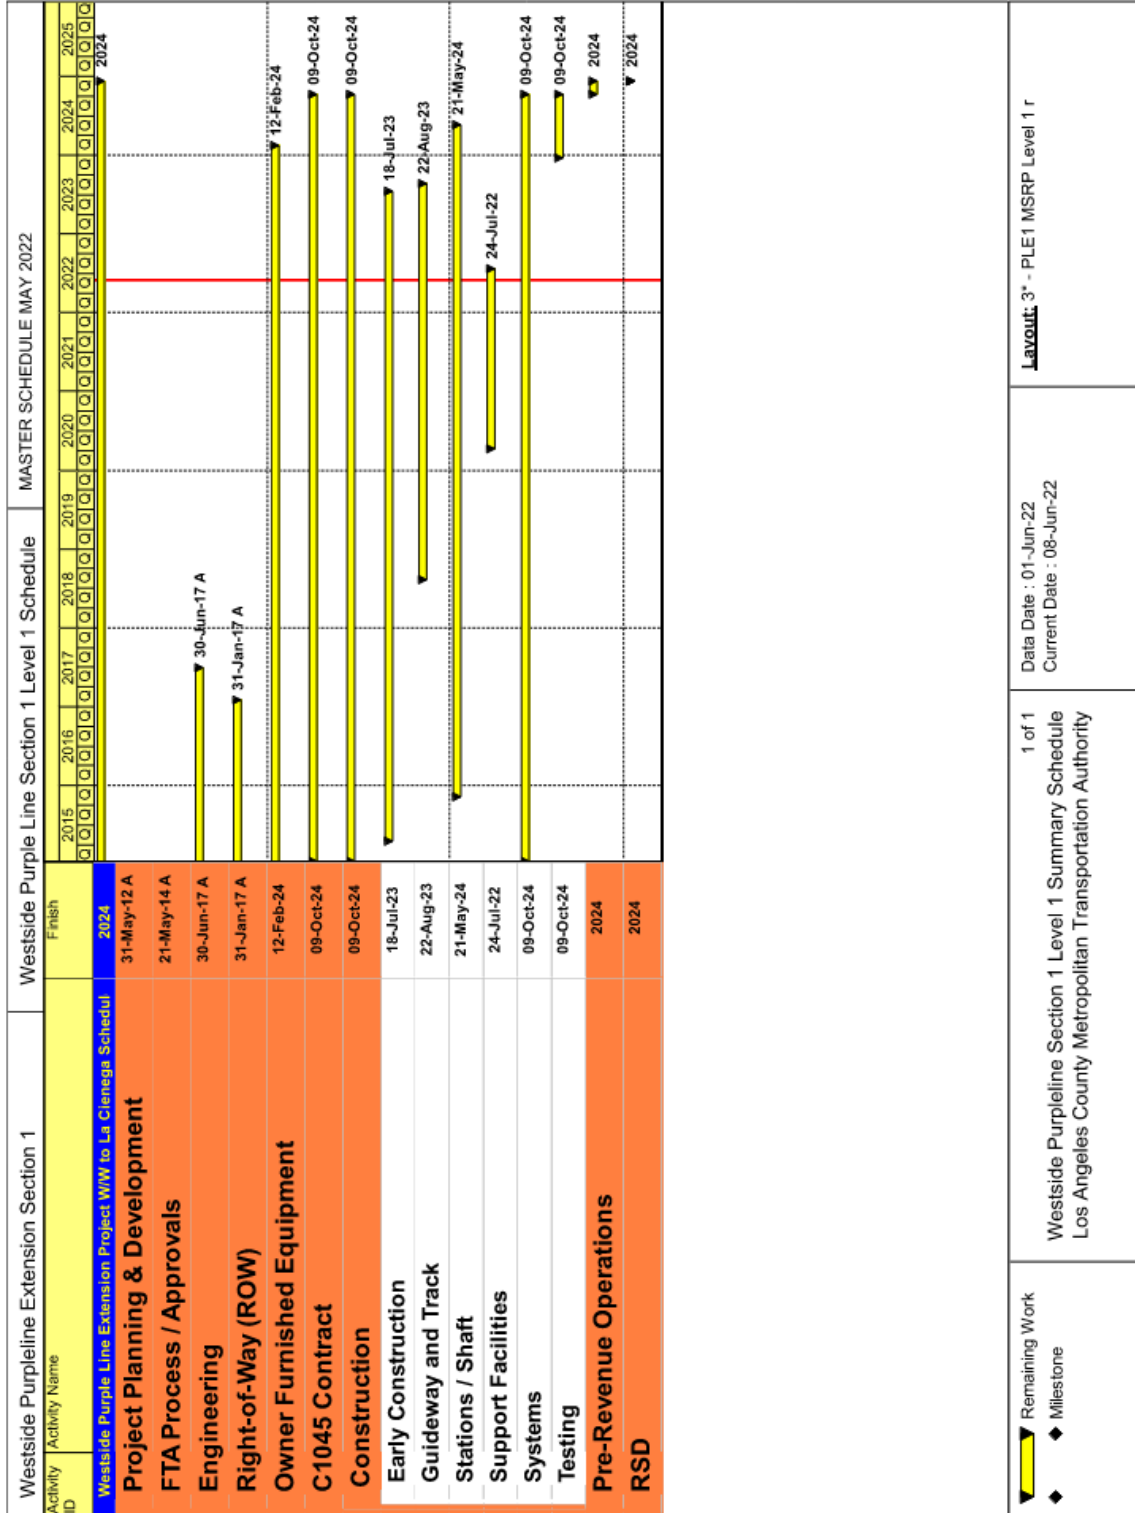 Westside Purpleline Extension Section 1
Westside Purple Line Section 1 Level 1 Schedule
MASTER SCHEDULE MAY 2022
Activity ID
Activity Name
Finish
2015 2016 2017 2018 2019 2020 2021 2022 2023 2024 2025
Q Q Q Q Q Q Q Q Q Q Q Q Q Q Q Q Q Q Q Q Q Q Q Q Q Q Q Q Q Q Q Q Q Q Q Q Q Q Q Q Q Q Q Q
Westside Purple Line Extension Project W/W to La Cienega Schedul 2024 2024
Project Planning & Development 31-May-12 A
FTA Process / Approvals 21-May-14 A
Engineering 30-Jun-17 A 30-Jun-17 A
Right-of-Way (ROW) 31-Jan-17 A 31-Jan-17 A
Owner Furnished Equipment 12-Feb-24 12-Feb-24
C1045 Contract 09-Oct-24 09-Oct-24
Construction 09-Oct-24 09-Oct-24
Early Construction 18-Jul-23 18-Jul-23
Guideway and Track 22-Aug-23 22-Aug-23
Stations / Shaft 21-May-24 21-May-24
Support Facilities 24-Jul-22 24-Jul-22
Systems 09-Oct-24 09-Oct-24
Testing 09-Oct-24 09-Oct-24
Pre-Revenue Operations 2024 2024
RSD 2024 2024
Remaining Work
Milestone
1 of 1
Westside Purpleline Section 1 Level 1 Summary Schedule
Los Angeles County Metropolitan Transportation Authority
Data Date : 01-Jun-22
Current Date : 08-Jun-22
Layout: 3* - PLE1 MSRP Level 1 r